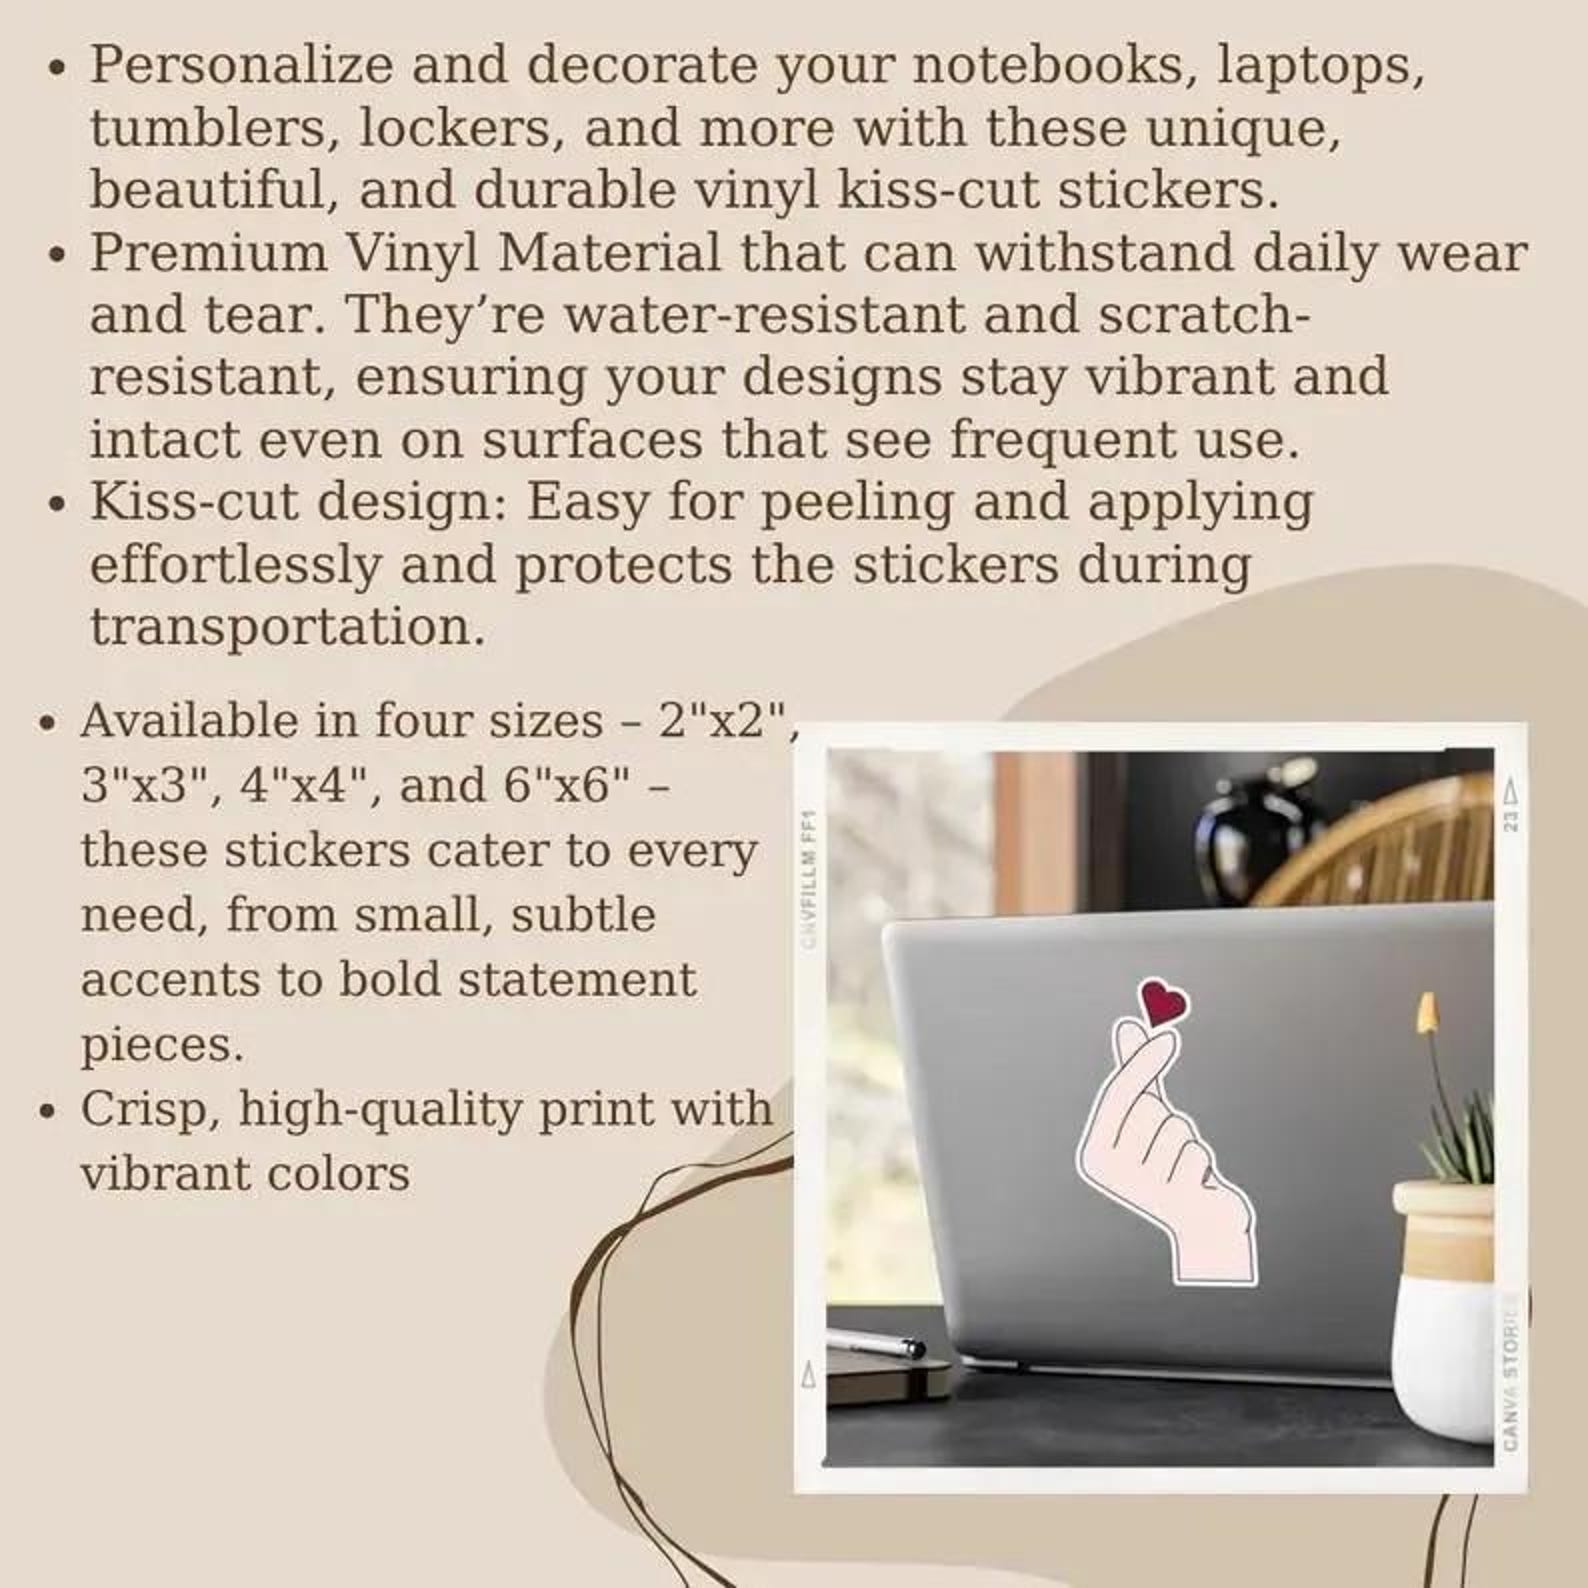 • Personalize and decorate your notebooks, laptops,
tumblers, lockers, and more with these unique,
beautiful, and durable vinyl kiss-cut stickers.
• Premium Vinyl Material that can withstand daily wear
and tear. They’re water-resistant and scratch-
resistant, ensuring your designs stay vibrant and
intact even on surfaces that see frequent use.
• Kiss-cut design: Easy for peeling and applying
effortlessly and protects the stickers during
transportation.
• Available in four sizes – 2"x2",
3"x3", 4"x4", and 6"x6" –
these stickers cater to every
need, from small, subtle
accents to bold statement
pieces.
• Crisp, high-quality print with
vibrant colors
CNVFILLM FF1
23
CANVA STORIES